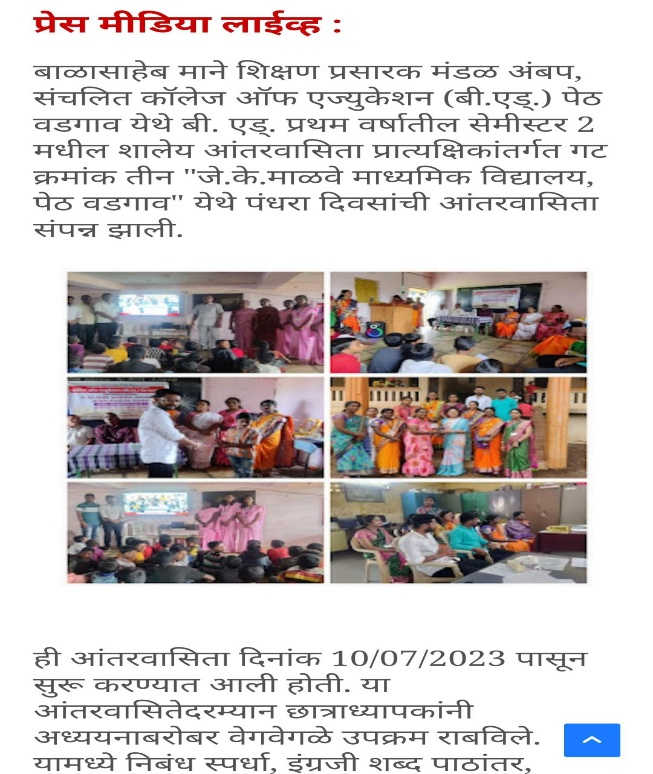 प्रेस मीडिया लाईव्ह :
बाळासाहेब माने शिक्षण प्रसारक मंडळ अंबप,
संचलित कॉलेज ऑफ एज्युकेशन (बी.एड्.) पेठ
वडगाव येथे बी. एड्. प्रथम वर्षातील सेमीस्टर 2
मधील शालेय आंतरवासिता प्रात्यक्षिकांतर्गत गट
क्रमांक तीन "जे.के.माळवे माध्यमिक विद्यालय,
पेठ वडगाव" येथे पंधरा दिवसांची आंतरवासिता
संपन्न झाली.
ही आंतरवासिता दिनांक 10/07/2023 पासून
सुरू करण्यात आली होती. या
आंतरवासितेदरम्यान छात्राध्यापकांनी
अध्ययनाबरोबर वेगवेगळे उपक्रम राबविले.
यामध्ये निबंध स्पर्धा, इंग्रजी शब्द पाठांतर,